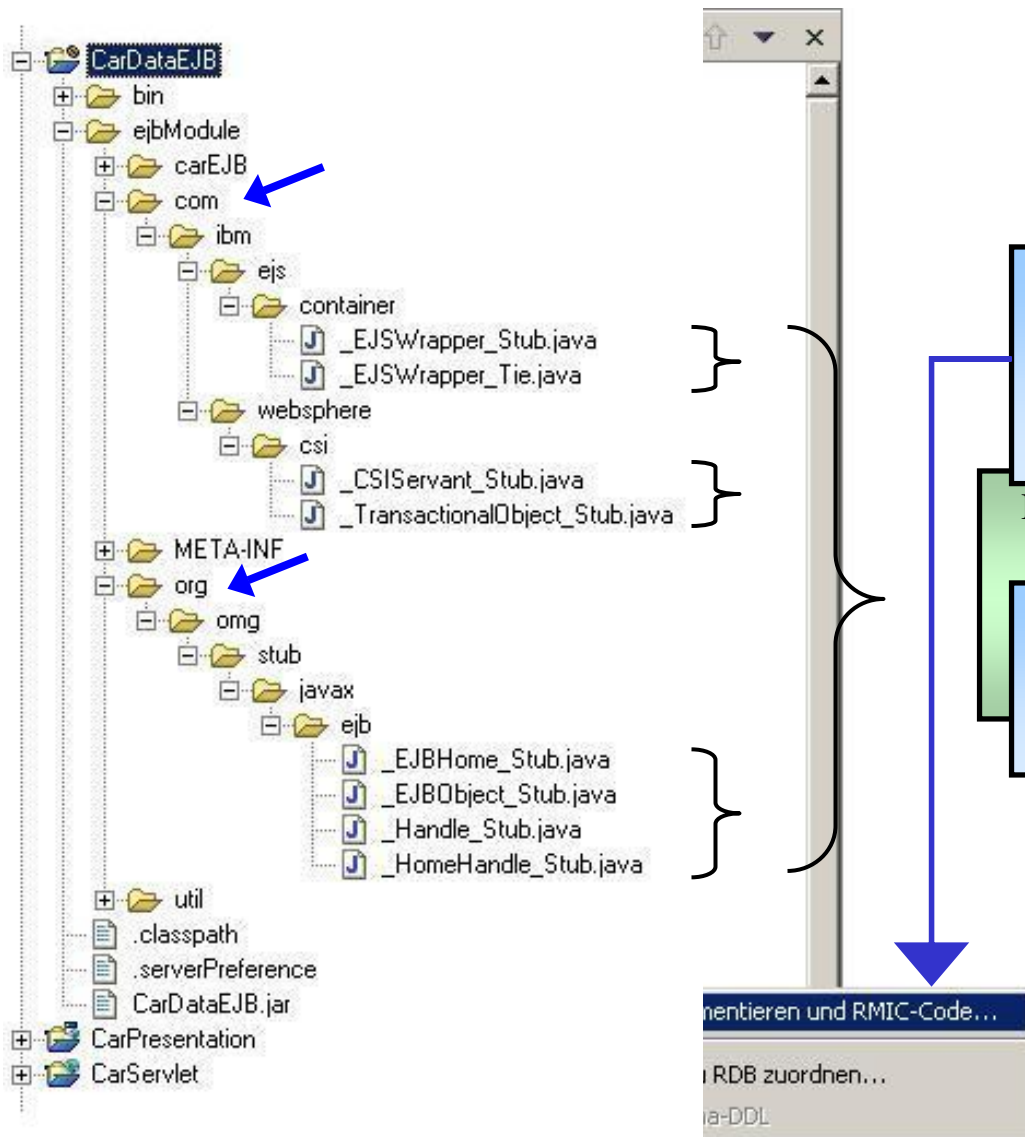 CarDataEJB
bin
ejbModule
carEJB
com
ibm
ejs
container
_EJSWrapper_Stub.java
_EJSWrapper_Tie.java
websphere
csi
_CSIServant_Stub.java
_TransactionalObject_Stub.java
META-INF
org
omg
stub
javax
ejb
_EJBHome_Stub.java
_EJBObject_Stub.java
_Handle_Stub.java
_HomeHandle_Stub.java
util
.classpath
.serverPreference
CarDataEJB.jar
CarPresentation
CarServlet
mentieren und RMIC-Code...
RDB zuordnen...
na-DDL